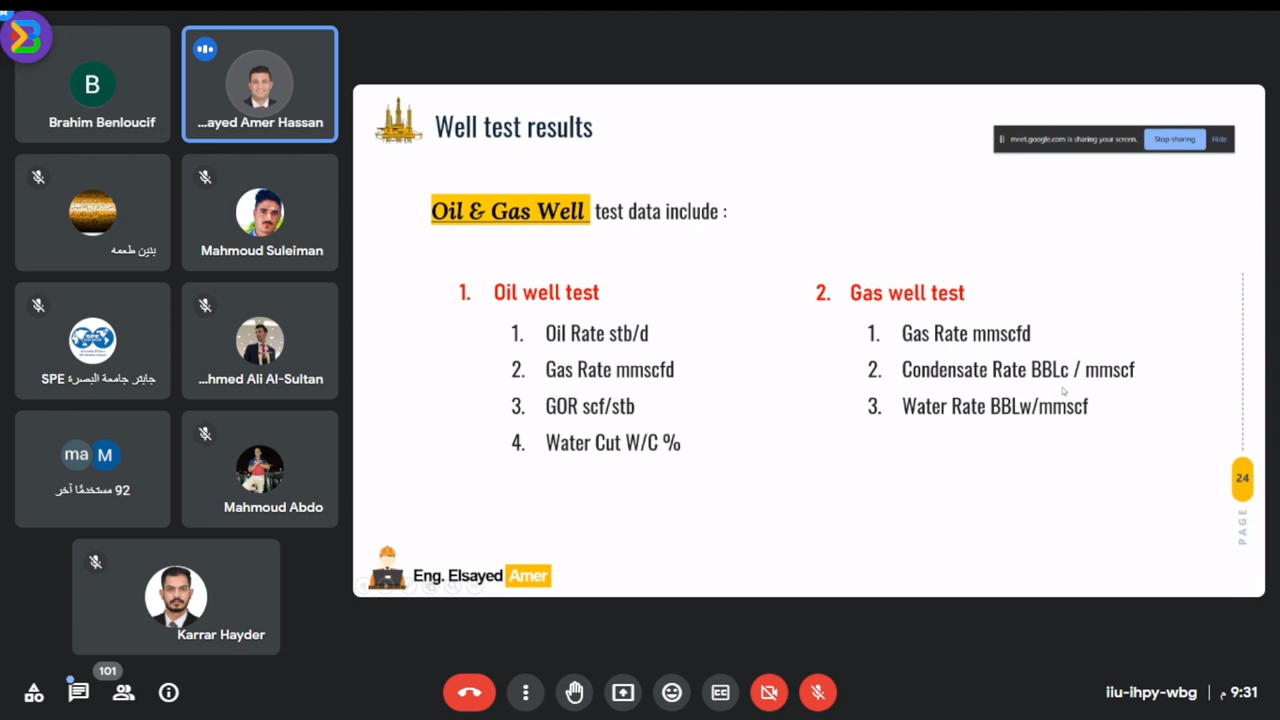 B
Brahim Benloucif
...ayed Amer Hassan
بنين طعمه
Mahmoud Suleiman
SPE
جابتر جامعة البصرة SPE
...hmed Ali Al-Sultan
ma M
92 مستخدمًا آخر
Mahmoud Abdo
Karrar Hayder
Well test results
meet.google.com is sharing your screen.
Stop sharing
Hide
Oil & Gas Well test data include :
1. Oil well test
1. Oil Rate stb/d
2. Gas Rate mmscfd
3. GOR scf/stb
4. Water Cut W/C %
2. Gas well test
1. Gas Rate mmscfd
2. Condensate Rate BBLc / mmscf
3. Water Rate BBLw/mmscf
24
PAGE
Eng. Elsayed Amer
101
CC
iiu-ihpy-wbg | 9:31 م